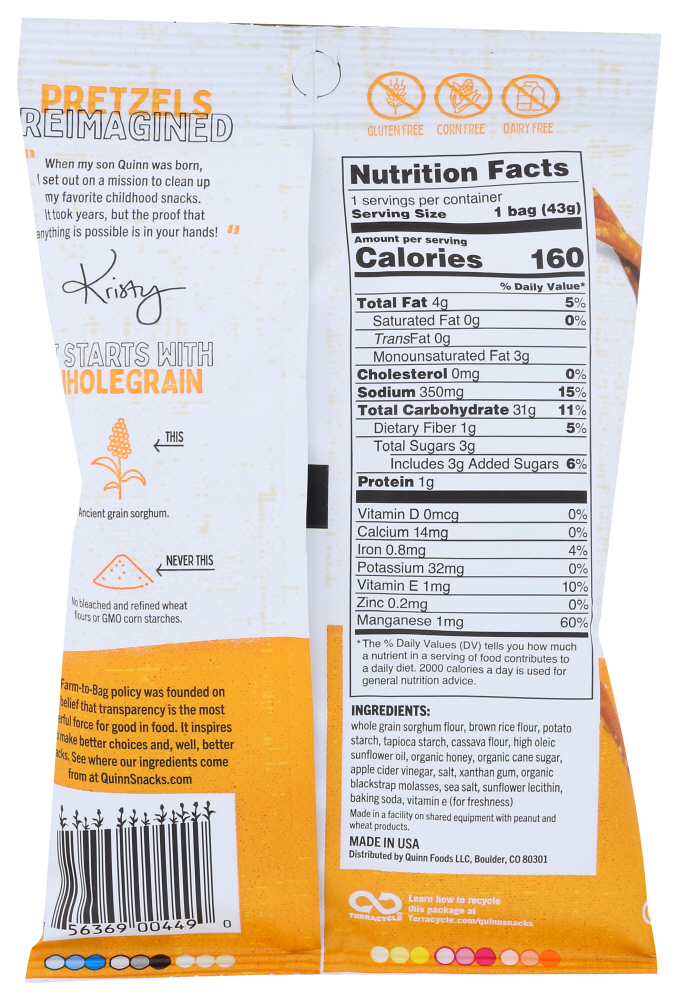 PRETZELS
REIMAGINED
"
When my son Quinn was born,
I set out on a mission to clean up
my favorite childhood snacks.
It took years, but the proof that
anything is possible is in your hands! "
Kristy
STARTS WITH
WHOLEGRAIN
THIS
Ancient grain sorghum.
NEVER THIS
No bleached and refined wheat
flours or GMO corn starches.
Farm-to-Bag policy was founded on
belief that transparency is the most
force for good in food. It inspires
make better choices and, well, better
See where our ingredients come
from at QuinnSnacks.com
56369 00449 0
GLUTEN FREE CORN FREE DAIRY FREE
Nutrition Facts
1 servings per container
Serving Size 1 bag (43g)
Amount per serving
Calories 160
% Daily Value*
Total Fat 4g 5%
Saturated Fat 0g 0%
TransFat 0g
Monounsaturated Fat 3g
Cholesterol 0mg 0%
Sodium 350mg 15%
Total Carbohydrate 31g 11%
Dietary Fiber 1g 5%
Total Sugars 3g
Includes 3g Added Sugars 6%
Protein 1g
Vitamin D 0mcg 0%
Calcium 14mg 0%
Iron 0.8mg 4%
Potassium 32mg 0%
Vitamin E 1mg 10%
Zinc 0.2mg 0%
Manganese 1mg 60%
*The % Daily Values (DV) tells you how much
a nutrient in a serving of food contributes to
a daily diet. 2000 calories a day is used for
general nutrition advice.
INGREDIENTS:
whole grain sorghum flour, brown rice flour, potato
starch, tapioca starch, cassava flour, high oleic
sunflower oil, organic honey, organic cane sugar,
apple cider vinegar, salt, xanthan gum, organic
blackstrap molasses, sea salt, sunflower lecithin,
baking soda, vitamin e (for freshness)
Made in a facility on shared equipment with peanut and
wheat products.
MADE IN USA
Distributed by Quinn Foods LLC, Boulder, CO 80301
TERRACYCLE
Learn how to recycle
this package at
Terracycle.com/quinnsnacks